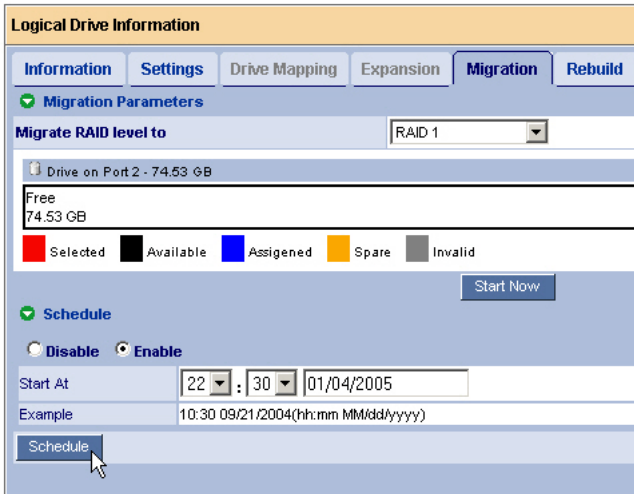 Logical Drive Information
Information Settings Drive Mapping Expansion Migration Rebuild
Migration Parameters
Migrate RAID level to RAID 1
Drive on Port 2 - 74.53 GB
Free
74.53 GB
Selected Available Assigened Spare Invalid
Start Now
Schedule
Disable Enable
Start At 22 : 30 01/04/2005
Example 10:30 09/21/2004(hh:mm MM/dd/yyyy)
Schedule